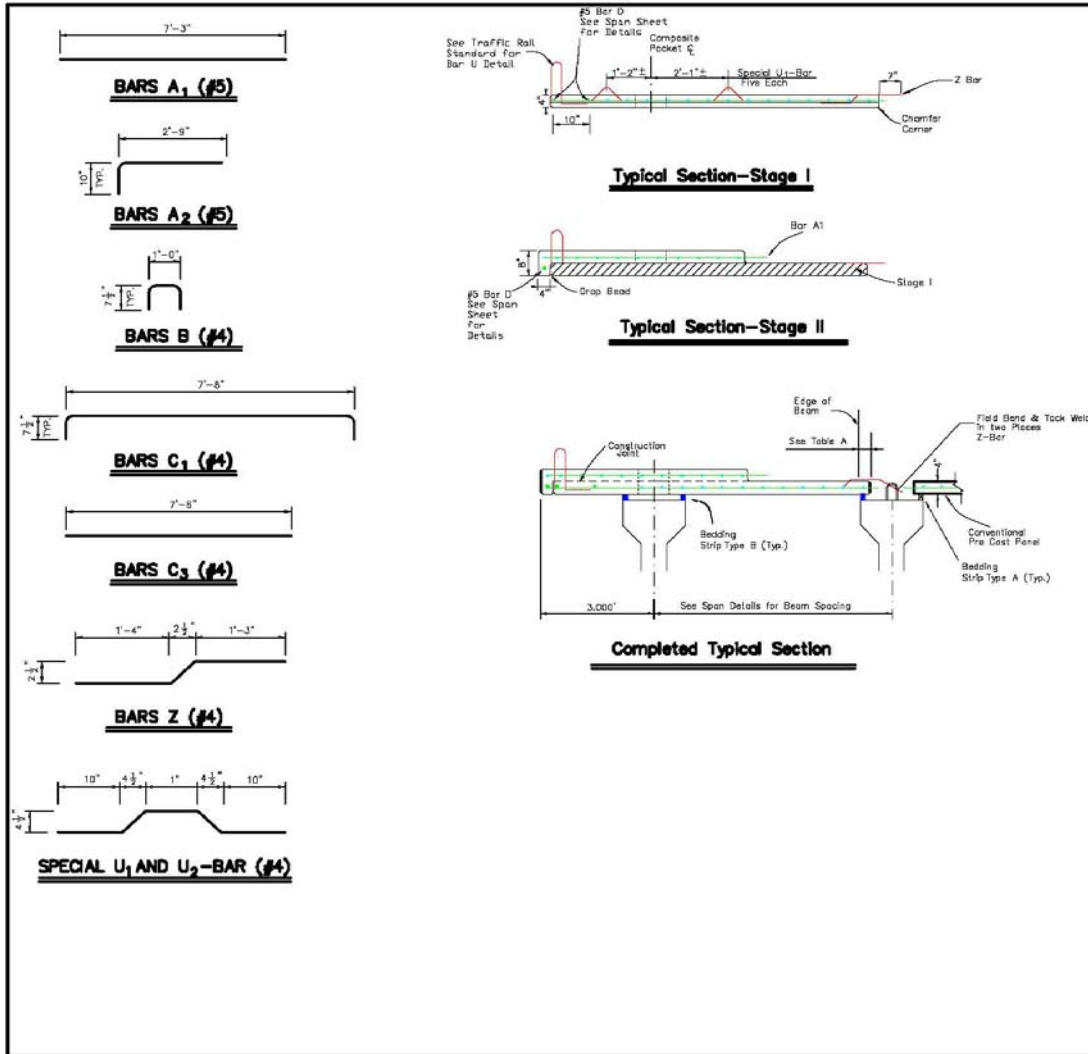 7'-3"
BARS A1 (#5)
2'-9"
10"
TYP.
BARS A2 (#5)
1'-0"
7 1/2"
TYP.
BARS B (#4)
7'-8"
7 1/2"
TYP.
BARS C1 (#4)
7'-6"
BARS C3 (#4)
1'-4"
2 1/2"
1'-3"
2 1/2"
BARS Z (#4)
10"
4 1/2"
1"
4 1/2"
10"
4 1/2"
SPECIAL U1 AND U2-BAR (#4)
#5 Bar D
See Span Sheet
for Details
See Traffic Rail
Standard for
Bar U Detail
Composite
Pocket ℄
1'-2"±
2'-1"±
Special U1-Bar
Five Each
7"
Z Bar
4"
10"
Chamfer
Corner
Typical Section-Stage I
Bar A1
8"
#5 Bar D
See Span
Sheet
for
Details
4"
Drop Bead
Stage I
Typical Section-Stage II
Edge of
Beam
Field Bend & Tack Weld
In two Places
Z-Bar
See Table A
Construction
Joint
4"
Bedding
Strip Type B (Typ.)
Conventional
Pre Cast Panel
Bedding
Strip Type A (Typ.)
3.000'
See Span Details for Beam Spacing
Completed Typical Section